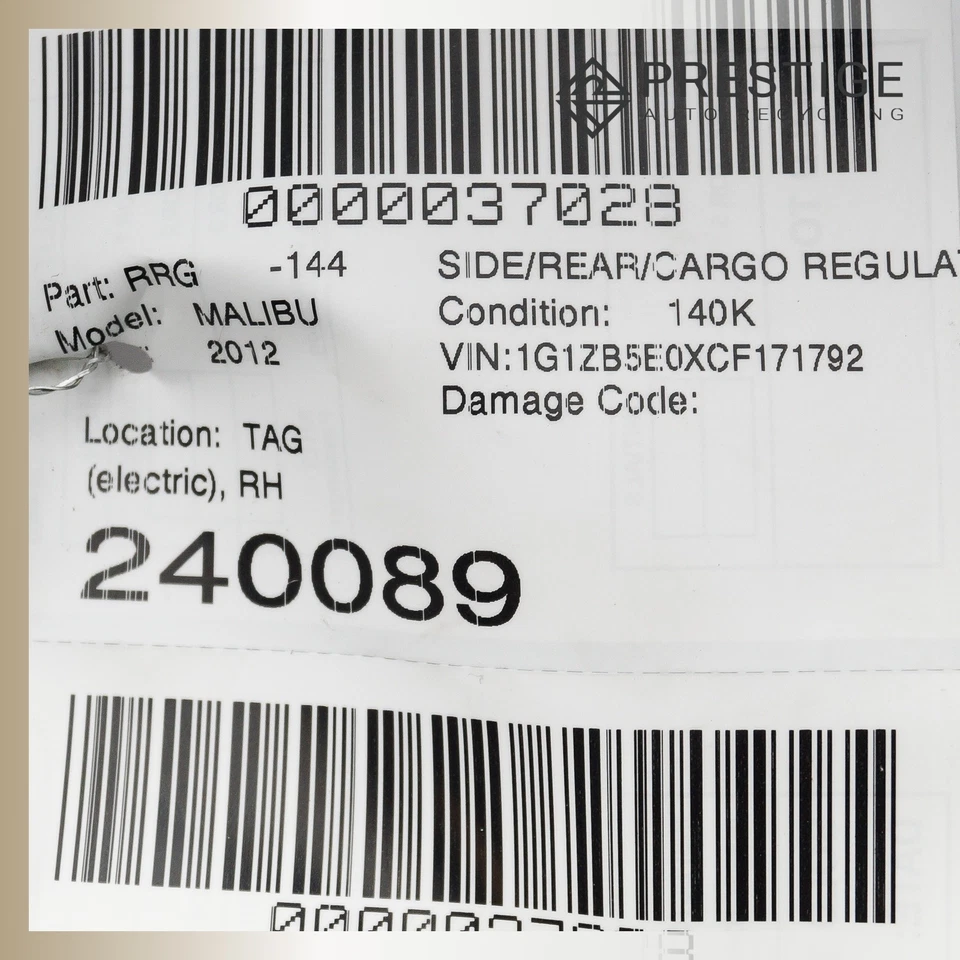 PRESTIGE
AUTO RECYCLING
0000037028
Part: RRG -144 SIDE/REAR/CARGO REGULAT
Model: MALIBU Condition: 140K
2012 VIN:1G1ZB5E0XCF171792
Damage Code:
Location: TAG
(electric), RH
240089